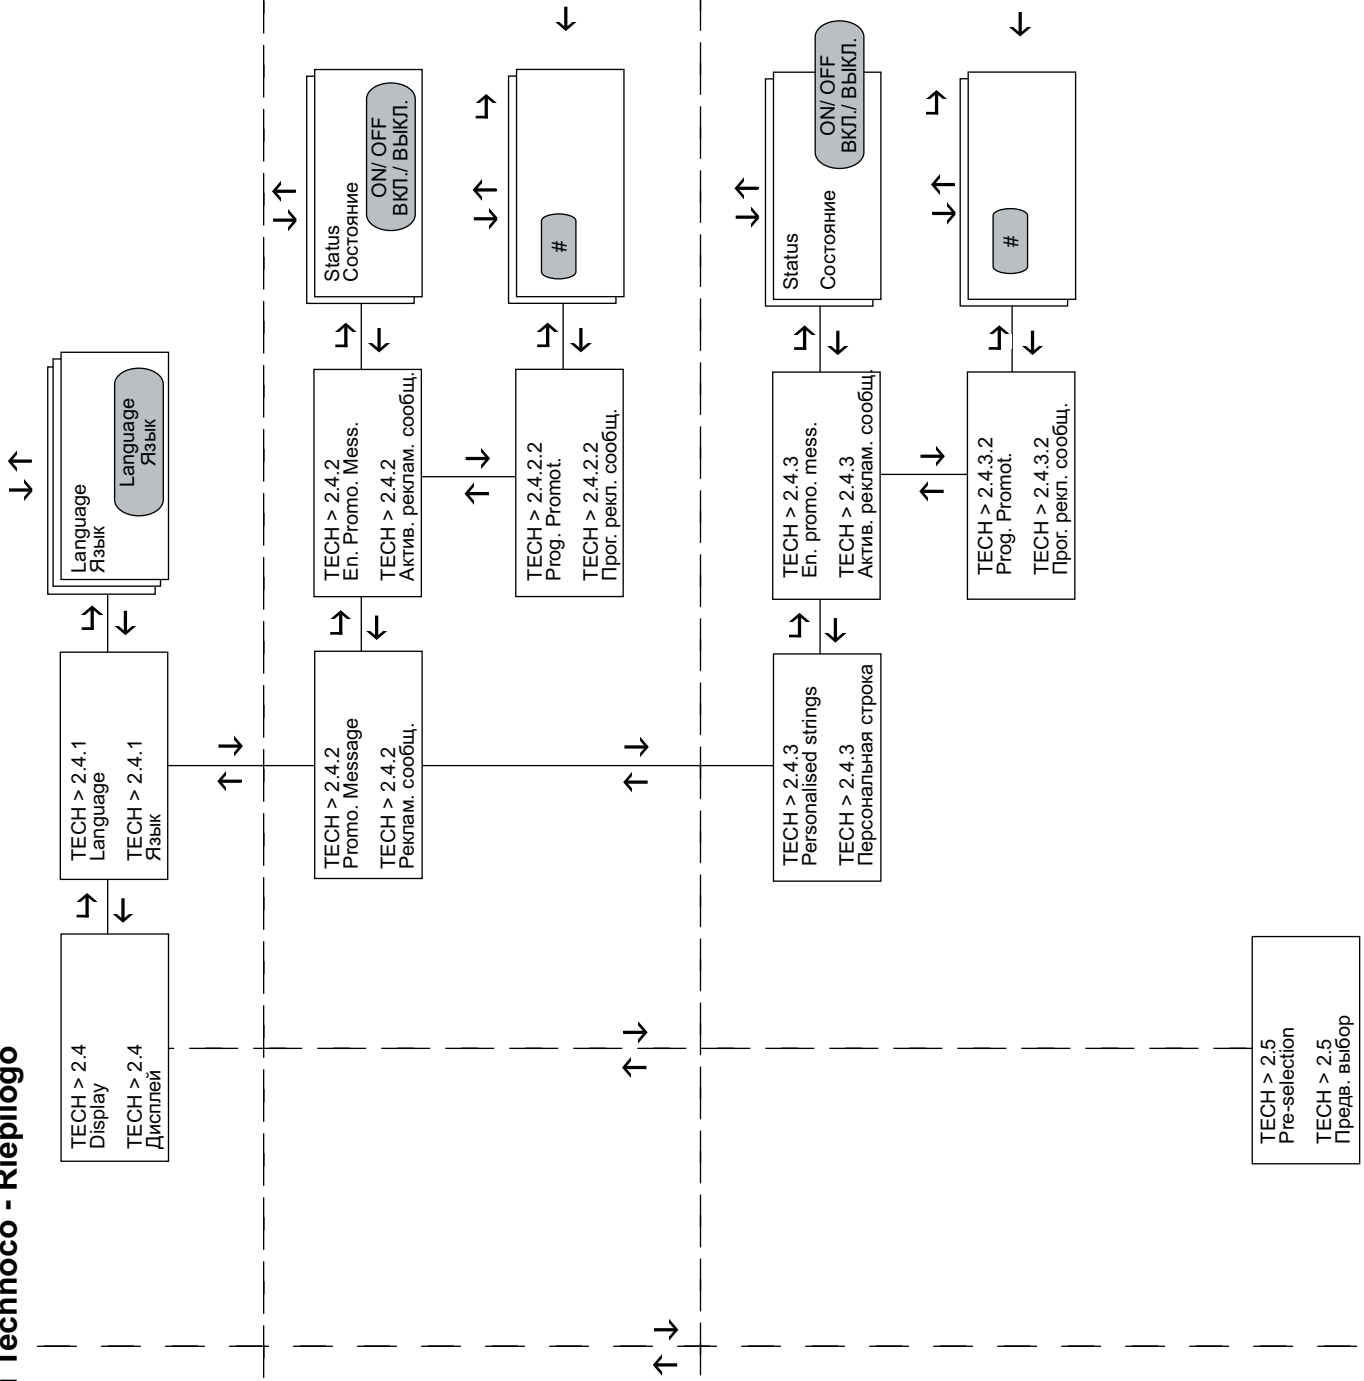 Technoco - Riepilogo
TECH > 2.4
Display
TECH > 2.4
Дисплей
TECH > 2.4.1
Language
TECH > 2.4.1
Язык
Language
Язык
Language
Язык
TECH > 2.4.2
Promo. Message
TECH > 2.4.2
Реклам. сообщ.
TECH > 2.4.2
En. Promo. Mess.
TECH > 2.4.2
Актив. реклам. сообщ.
Status
Состояние
ON/ OFF
ВКЛ./ ВЫКЛ.
TECH > 2.4.2.2
Prog. Promot.
TECH > 2.4.2.2
Прог. рекл. сообщ.
#
TECH > 2.4.3
Personalised strings
TECH > 2.4.3
Персональная строка
TECH > 2.4.3
En. promo. mess.
TECH > 2.4.3
Актив. реклам. сообщ.
Status
Состояние
ON/ OFF
ВКЛ./ ВЫКЛ.
TECH > 2.4.3.2
Prog. Promot.
TECH > 2.4.3.2
Прог. рекл. сообщ.
#
TECH > 2.5
Pre-selection
TECH > 2.5
Предв. выбор